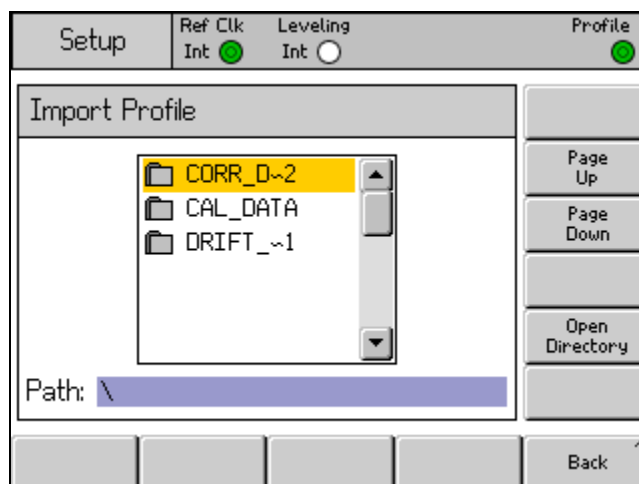 Setup
Ref Clk
Int
Leveling
Int
Profile
Import Profile
CORR_D~2
CAL_DATA
DRIFT_~1
Path: \
Page
Up
Page
Down
Open
Directory
Back